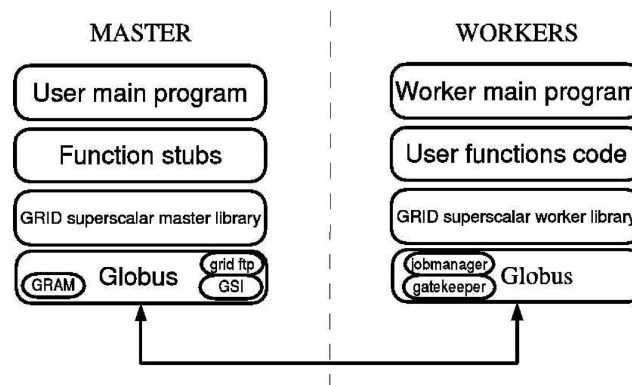 MASTER
User main program
Function stubs
GRID superscalar master library
Globus
GRAM
grid ftp
GSI
WORKERS
Worker main program
User functions code
GRID superscalar worker library
jobmanager
gatekeeper
Globus